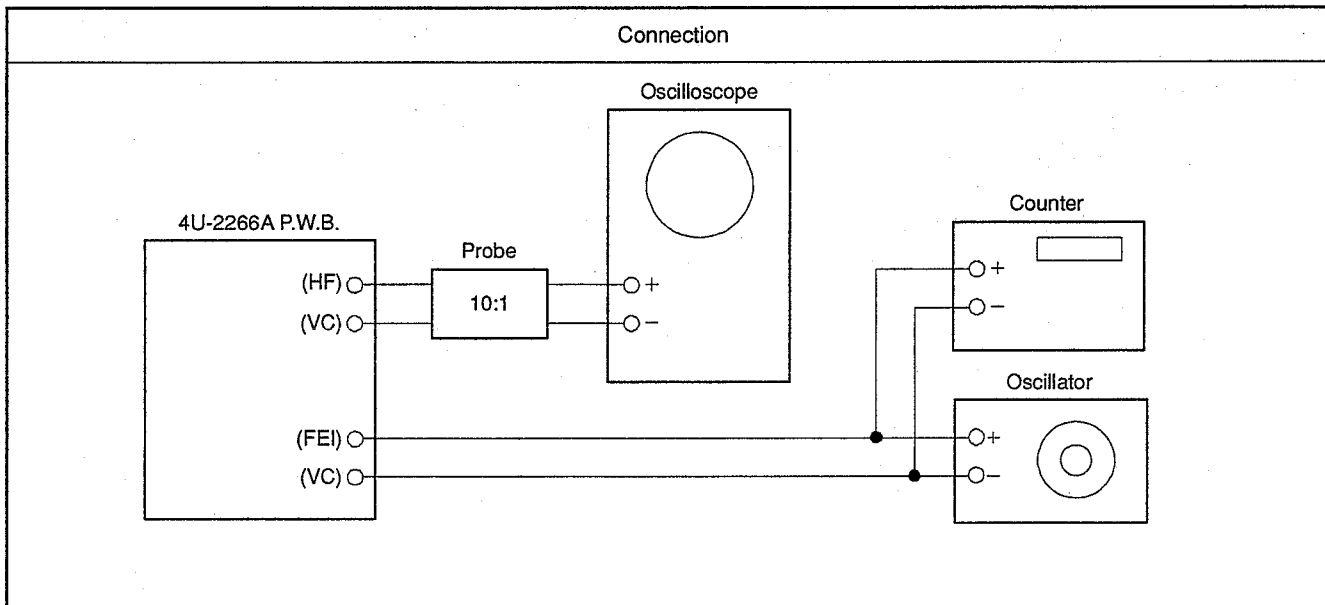 Connection
Oscilloscope
4U-2266A P.W.B.
Probe
Counter
(HF)
10:1
+
(VC)
−
+
−
Oscillator
(FEI)
+
(VC)
−